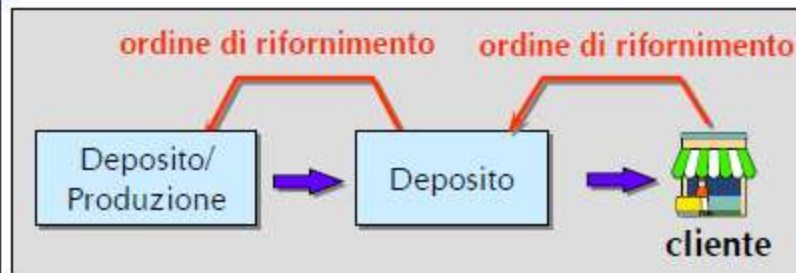 ordine di rifornimento
ordine di rifornimento
Deposito/
Produzione
Deposito
cliente